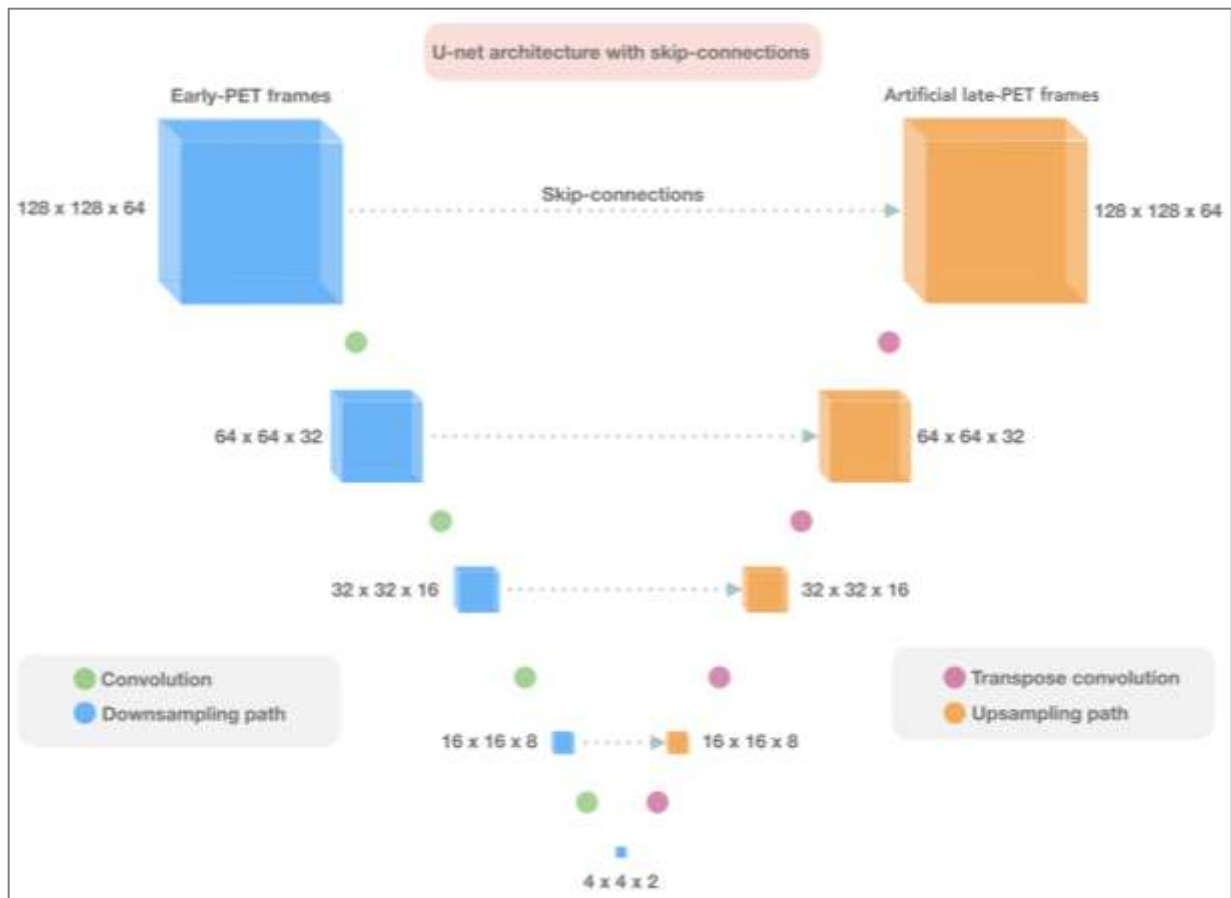 U-net architecture with skip-connections
Early-PET frames
Artificial late-PET frames
128 x 128 x 64
Skip-connections
128 x 128 x 64
64 x 64 x 32
64 x 64 x 32
32 x 32 x 16
32 x 32 x 16
Convolution
Downsampling path
Transpose convolution
Upsampling path
16 x 16 x 8
16 x 16 x 8
4 x 4 x 2